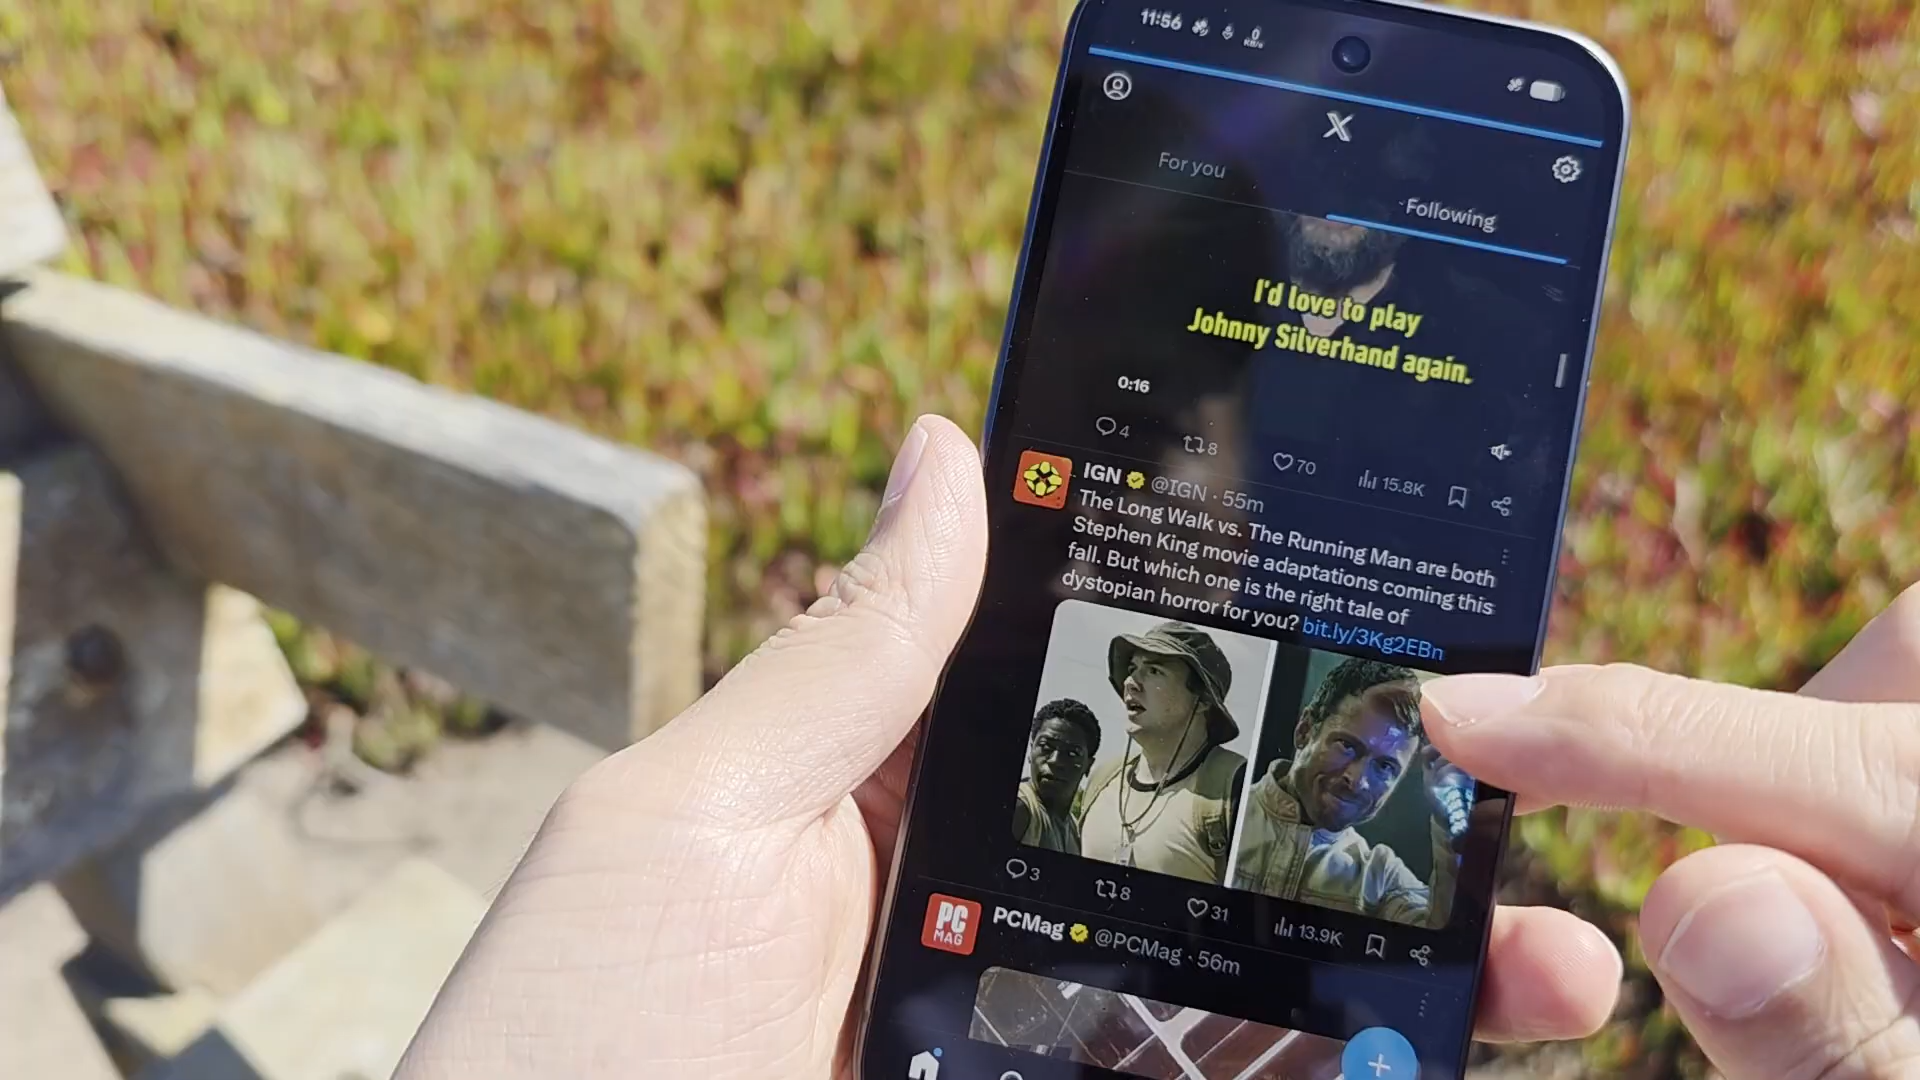 11:56
0
KB/s
X
For you
Following
I'd love to play
Johnny Silverhand again.
0:16
4
8
70
15.8K
IGN @IGN · 55m
The Long Walk vs. The Running Man are both
Stephen King movie adaptations coming this
fall. But which one is the right tale of
dystopian horror for you? bit.ly/3Kg2EBn
3
8
31
13.9K
PC
MAG
PCMag @PCMag · 56m